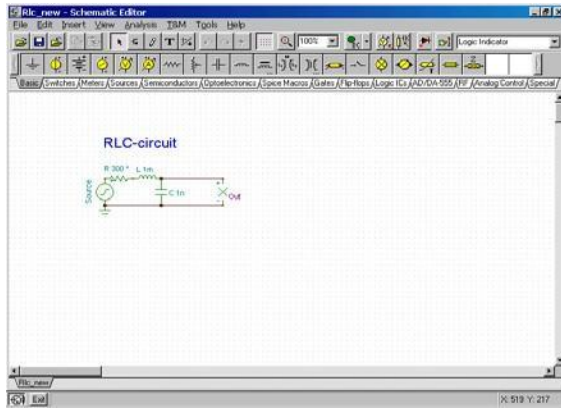 Rlc_new - Schematic Editor
File Edit Insert View Analysis T&M Tools Help
100% Logic Indicator
Basic Switches Meters Sources Semiconductors Optoelectronics Spice Macros Gates Flip-flops Logic ICs AD/DA-555 RF Analog Control Special
RLC-circuit
R 300 * L 1m
Source
C 1n
Out
Rlc_new
Exit X: 519 Y: 217